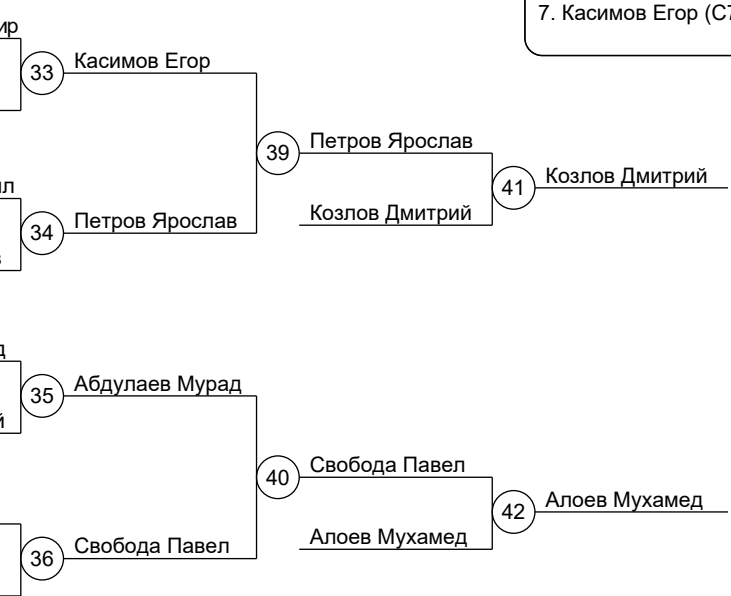 7. Касимов Егор
33
Касимов Егор
39
Петров Ярослав
41
Козлов Дмитрий
Козлов Дмитрий
34
Петров Ярослав
35
Абдулаев Мурад
40
Свобода Павел
42
Алоев Мухамед
Алоев Мухамед
36
Свобода Павел